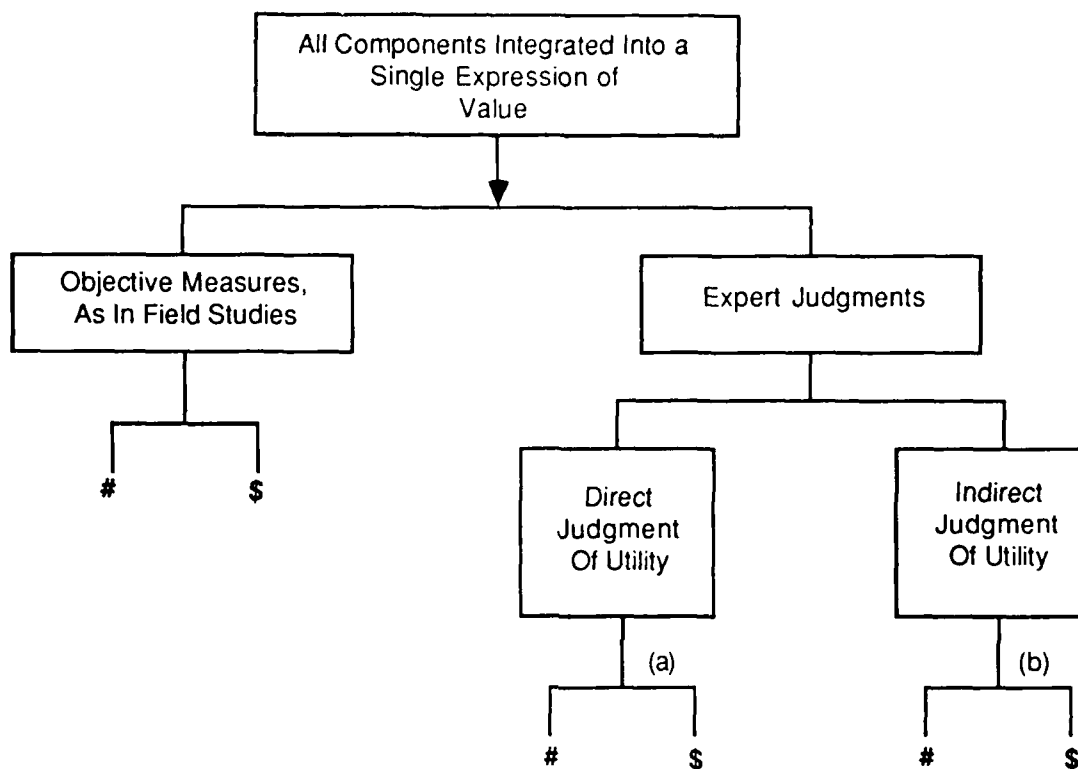 All Components Integrated Into a
Single Expression of
Value
Objective Measures,
As In Field Studies
Expert Judgments
# $
Direct
Judgment
Of Utility
Indirect
Judgment
Of Utility
(a) (b)
# $ # $